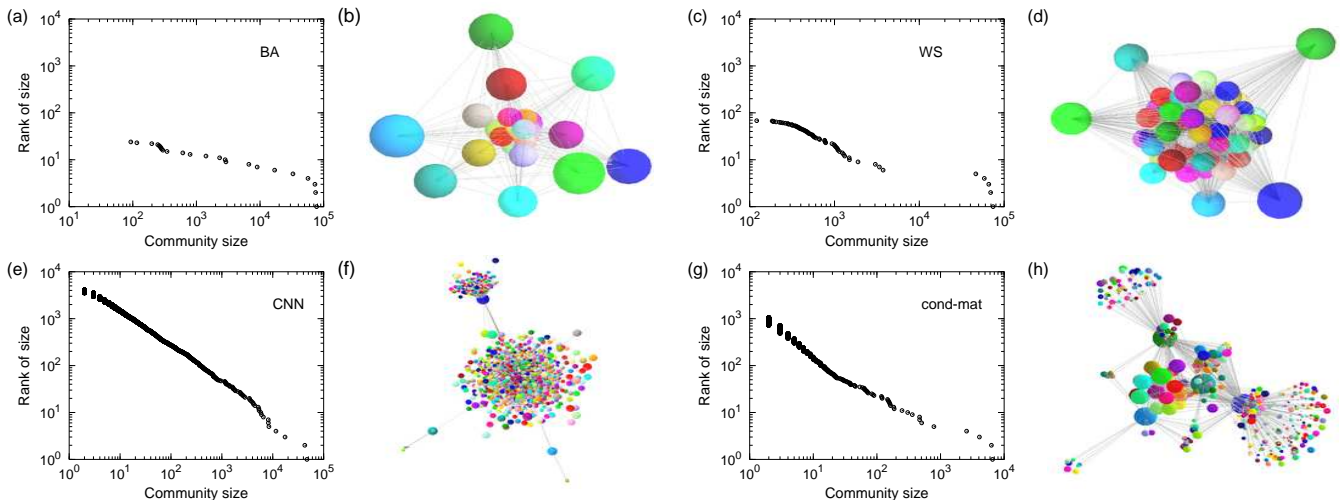 (a)
BA
Rank of size
10^4
10^3
10^2
10^1
10^0
10^1 10^2 10^3 10^4 10^5
Community size
(b)
(c)
WS
Rank of size
10^4
10^3
10^2
10^1
10^0
10^2 10^3 10^4 10^5
Community size
(d)
(e)
CNN
Rank of size
10^4
10^3
10^2
10^1
10^0
10^0 10^1 10^2 10^3 10^4 10^5
Community size
(f)
(g)
cond-mat
Rank of size
10^4
10^3
10^2
10^1
10^0
10^0 10^1 10^2 10^3 10^4
Community size
(h)